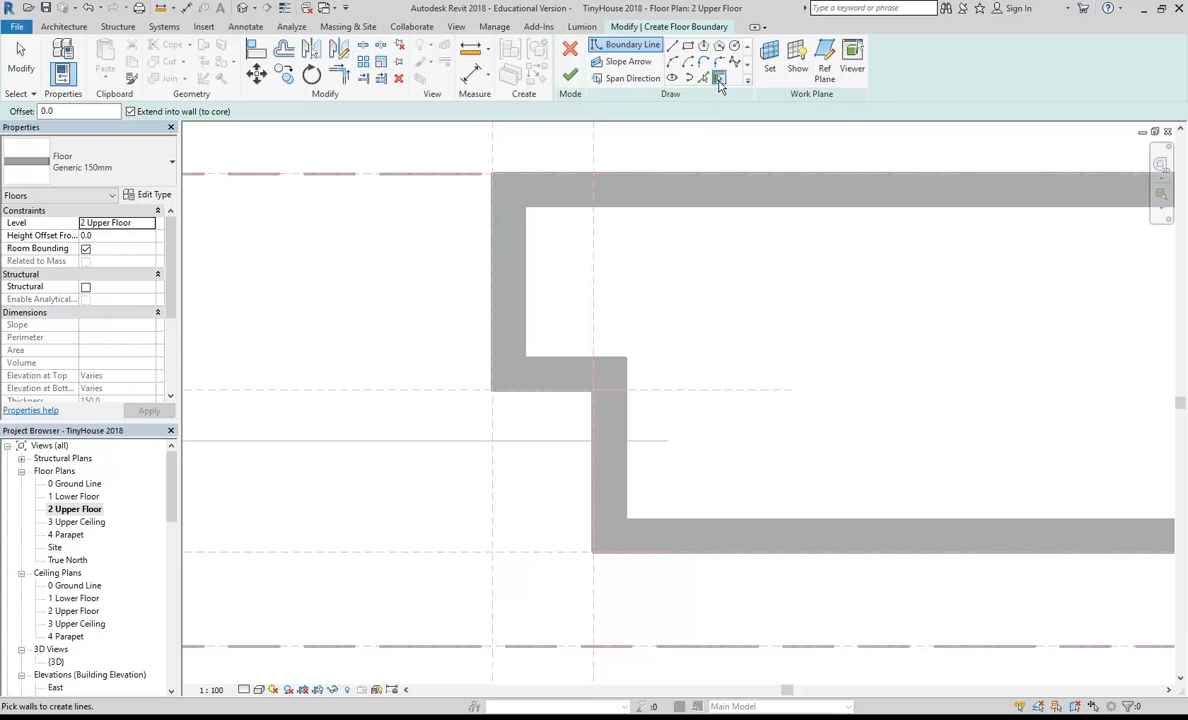 Autodesk Revit 2018 - Educational Version -    TinyHouse 2018 - Floor Plan: 2 Upper Floor
Type a keyword or phrase
Sign In
File Architecture Structure Systems Insert Annotate Analyze Massing & Site Collaborate View Manage Add-Ins Lumion Modify | Create Floor Boundary
Modify
Select
Properties
Paste
Clipboard
Cope
Cut
Join
Geometry
Modify
View
Measure
Create
Mode
Boundary Line
Slope Arrow
Span Direction
Draw
Set
Show
Ref Plane
Viewer
Work Plane
Offset: 0.0 Extend into wall (to core)
Properties
Floor
Generic 150mm
Floors Edit Type
Constraints
Level 2 Upper Floor
Height Offset Fro... 0.0
Room Bounding
Related to Mass
Structural
Structural
Enable Analytical...
Dimensions
Slope
Perimeter
Area
Volume
Elevation at Top Varies
Elevation at Bott... Varies
Thickness 150.0
Properties help Apply
Project Browser - TinyHouse 2018
Views (all)
Structural Plans
Floor Plans
0 Ground Line
1 Lower Floor
2 Upper Floor
3 Upper Ceiling
4 Parapet
Site
True North
Ceiling Plans
0 Ground Line
1 Lower Floor
2 Upper Floor
3 Upper Ceiling
4 Parapet
3D Views
{3D}
Elevations (Building Elevation)
East
1 : 100
Pick walls to create lines.
:0
Main Model
:0